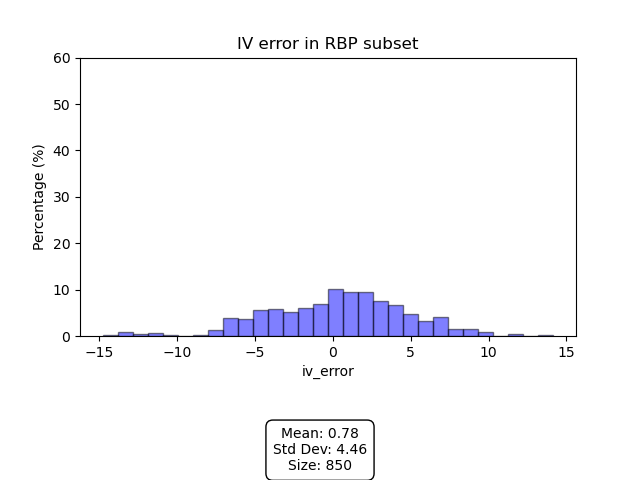 IV error in RBP subset
60
50
40
30
20
10
0
Percentage (%)
−15 −10 −5 0 5 10 15
iv_error
Mean: 0.78
Std Dev: 4.46
Size: 850